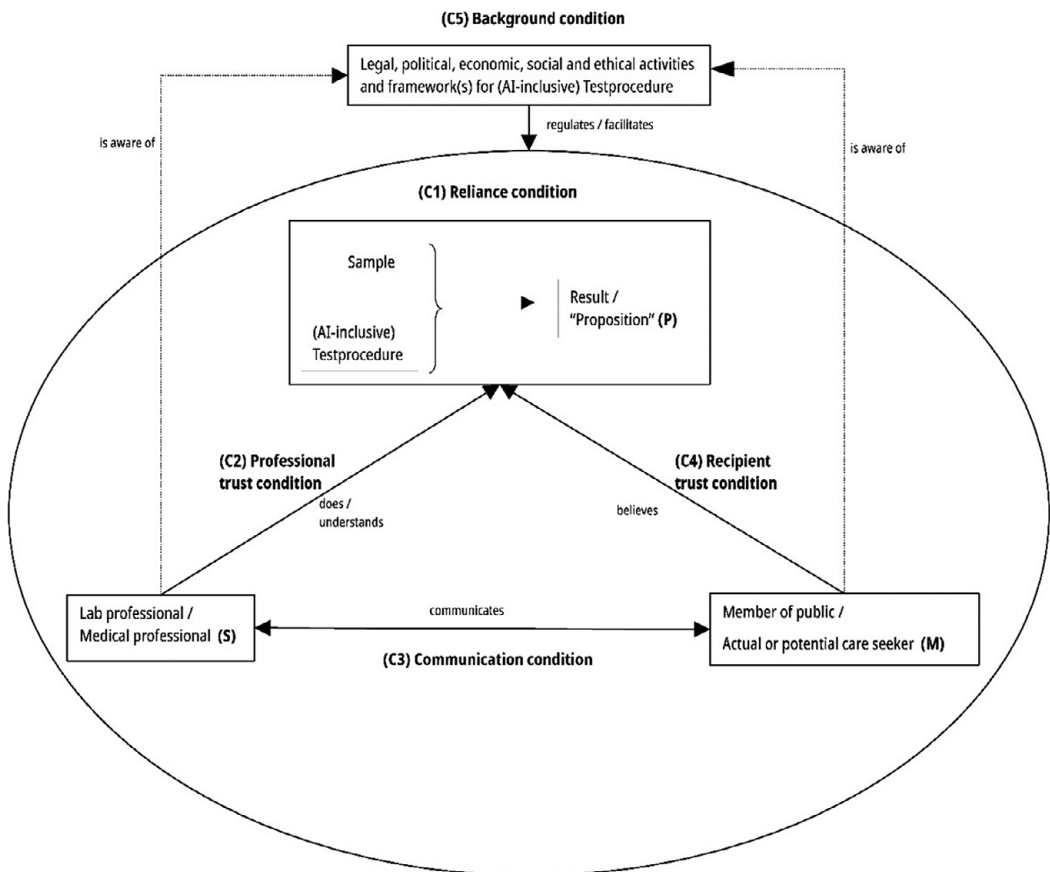 (C5) Background condition
Legal, political, economic, social and ethical activities
and framework(s) for (AI-inclusive) Testprocedure
regulates / facilitates
is aware of
is aware of
(C1) Reliance condition
Sample
(AI-inclusive)
Testprocedure
Result /
“Proposition” (P)
(C2) Professional
trust condition
does /
understands
(C4) Recipient
trust condition
believes
Lab professional /
Medical professional (S)
communicates
(C3) Communication condition
Member of public /
Actual or potential care seeker (M)